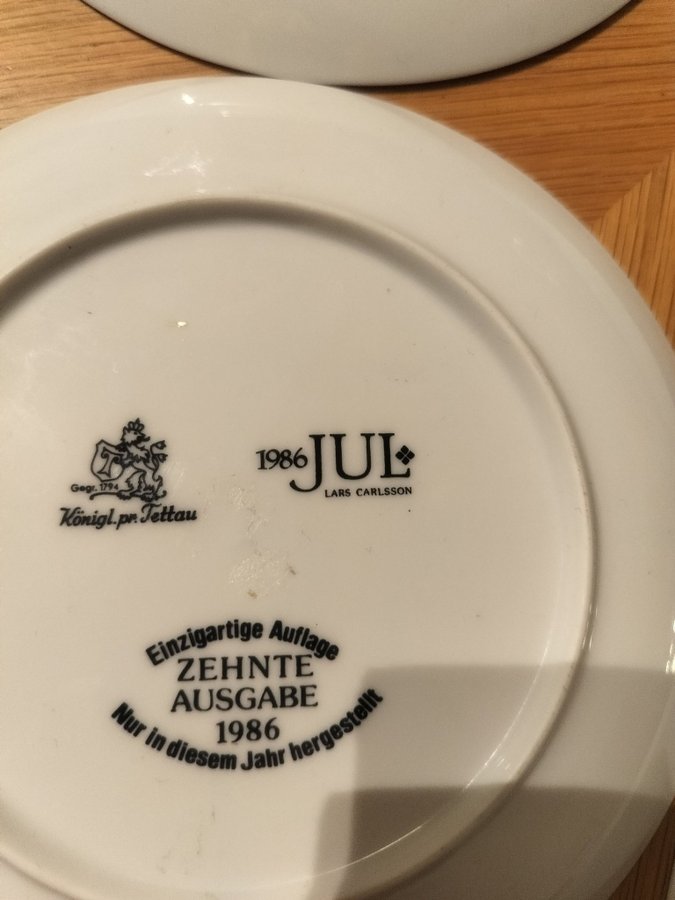 Gegr. 1794
Königl.pr.Tettau
1986 JUL
LARS CARLSSON
Einzigartige Auflage
ZEHNTE
AUSGABE
1986
Nur in diesem Jahr hergestellt